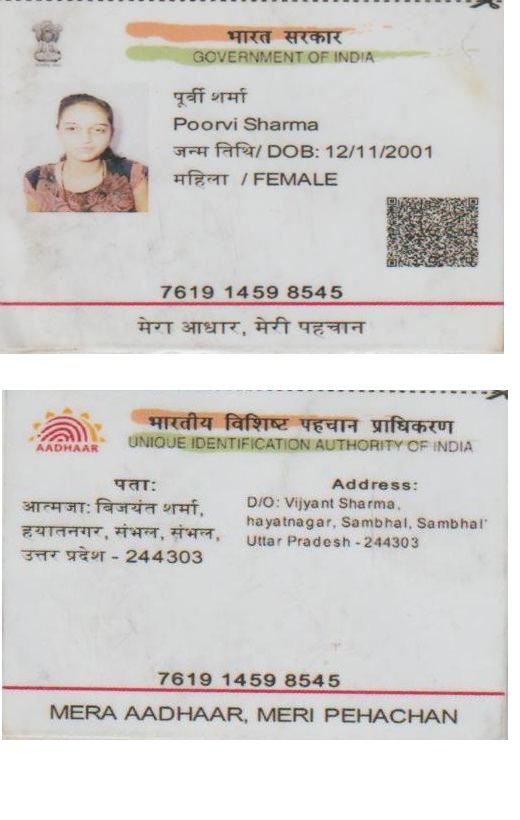 भारत सरकार
GOVERNMENT OF INDIA
पूर्वी शर्मा
Poorvi Sharma
जन्म तिथि/ DOB: 12/11/2001
महिला / FEMALE
7619 1459 8545
मेरा आधार, मेरी पहचान
AADHAAR
भारतीय विशिष्ट पहचान प्राधिकरण
UNIQUE IDENTIFICATION AUTHORITY OF INDIA
पता:
आत्मजा: विजयंत शर्मा,
हयातनगर, संभल, संभल,
उत्तर प्रदेश - 244303
Address:
D/O: Vijyant Sharma,
hayatnagar, Sambhal, Sambhal'
Uttar Pradesh - 244303
7619 1459 8545
MERA AADHAAR, MERI PEHACHAN